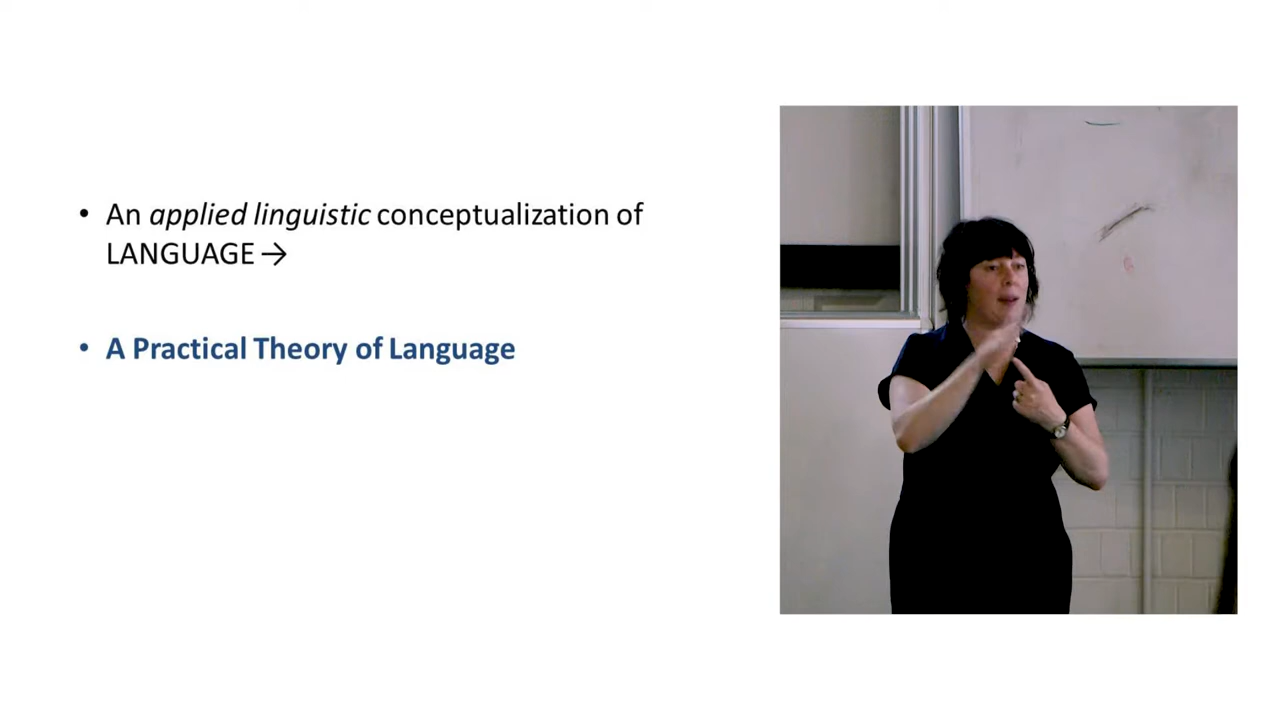 • An applied linguistic conceptualization of
LANGUAGE →
• A Practical Theory of Language